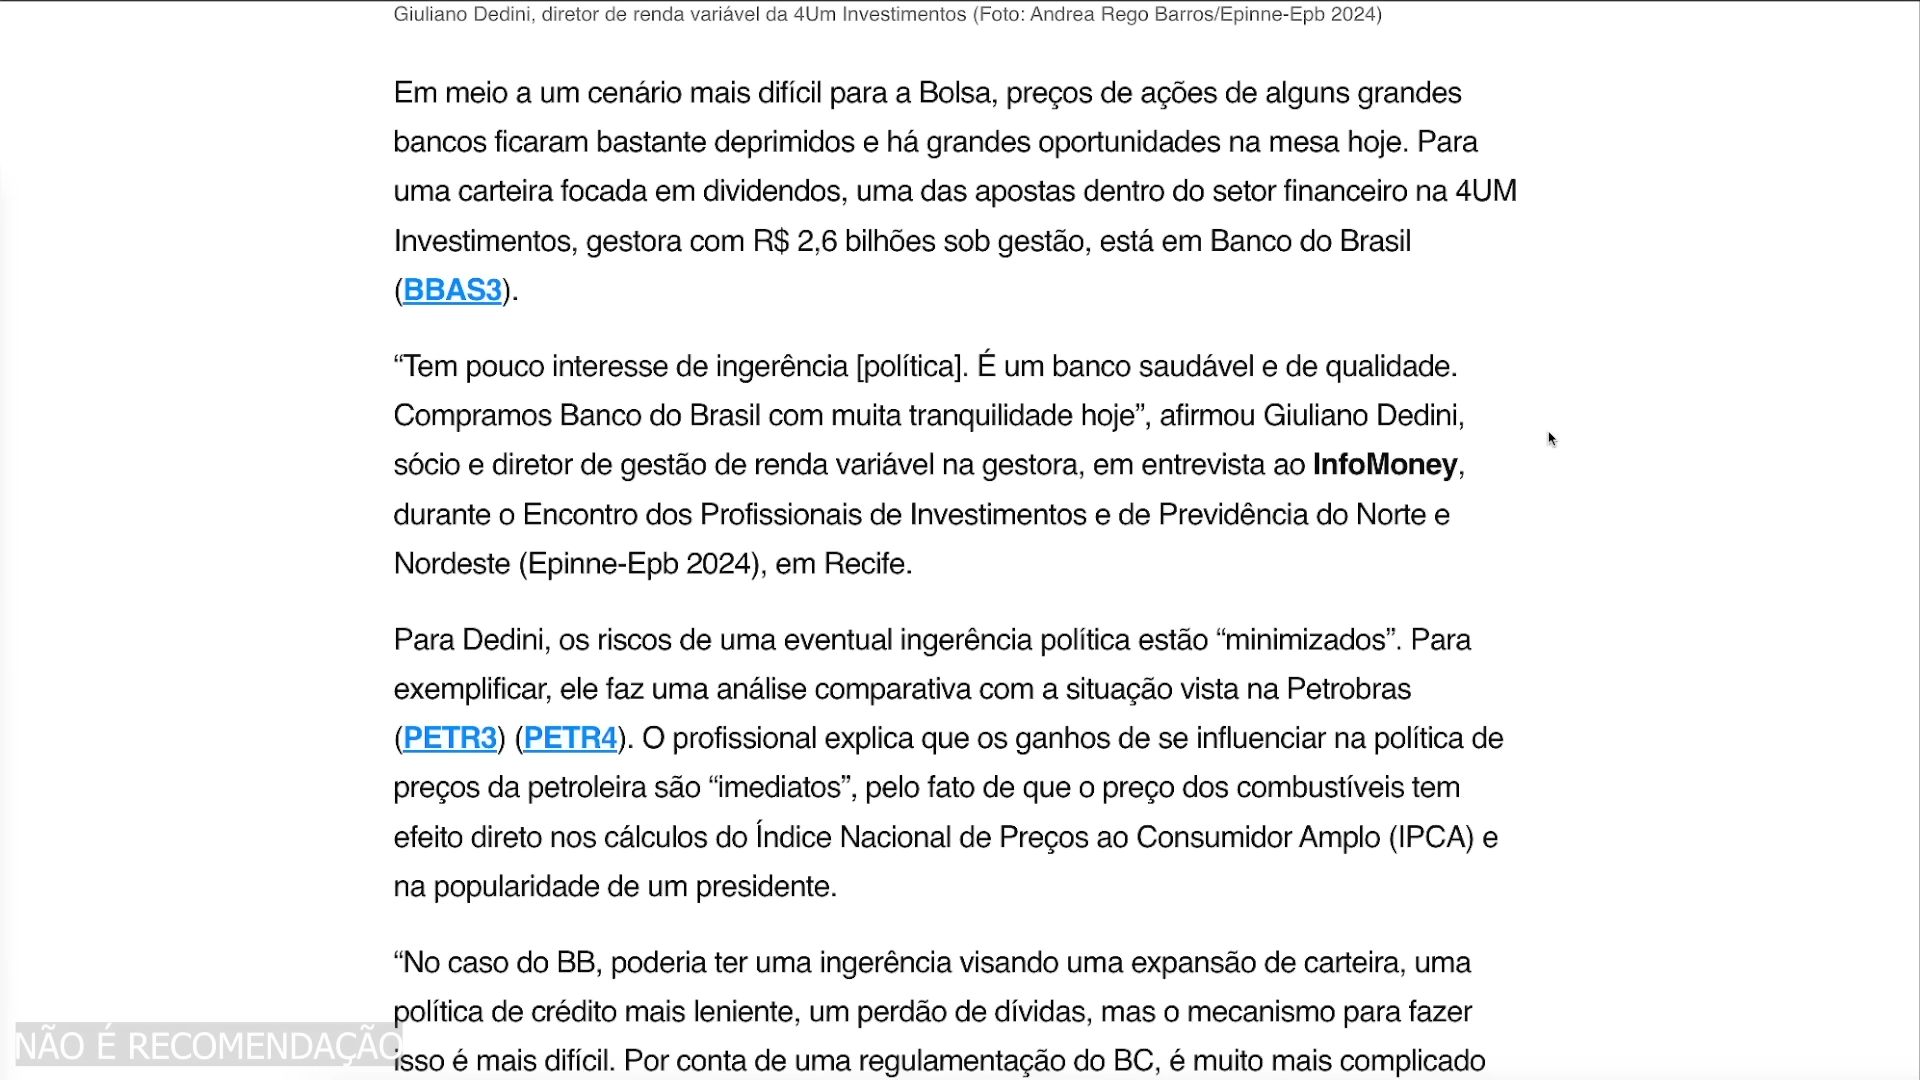 Giuliano Dedini, diretor de renda variável da 4Um Investimentos (Foto: Andrea Rego Barros/Epinne-Epb 2024)
Em meio a um cenário mais difícil para a Bolsa, preços de ações de alguns grandes
bancos ficaram bastante deprimidos e há grandes oportunidades na mesa hoje. Para
uma carteira focada em dividendos, uma das apostas dentro do setor financeiro na 4UM
Investimentos, gestora com R$ 2,6 bilhões sob gestão, está em Banco do Brasil
(BBAS3).
“Tem pouco interesse de ingerência [política]. É um banco saudável e de qualidade.
Compramos Banco do Brasil com muita tranquilidade hoje”, afirmou Giuliano Dedini,
sócio e diretor de gestão de renda variável na gestora, em entrevista ao InfoMoney,
durante o Encontro dos Profissionais de Investimentos e de Previdência do Norte e
Nordeste (Epinne-Epb 2024), em Recife.
Para Dedini, os riscos de uma eventual ingerência política estão “minimizados”. Para
exemplificar, ele faz uma análise comparativa com a situação vista na Petrobras
(PETR3) (PETR4). O profissional explica que os ganhos de se influenciar na política de
preços da petroleira são “imediatos”, pelo fato de que o preço dos combustíveis tem
efeito direto nos cálculos do Índice Nacional de Preços ao Consumidor Amplo (IPCA) e
na popularidade de um presidente.
“No caso do BB, poderia ter uma ingerência visando uma expansão de carteira, uma
política de crédito mais leniente, um perdão de dívidas, mas o mecanismo para fazer
isso é mais difícil. Por conta de uma regulamentação do BC, é muito mais complicado
NÃO É RECOMENDAÇÃO